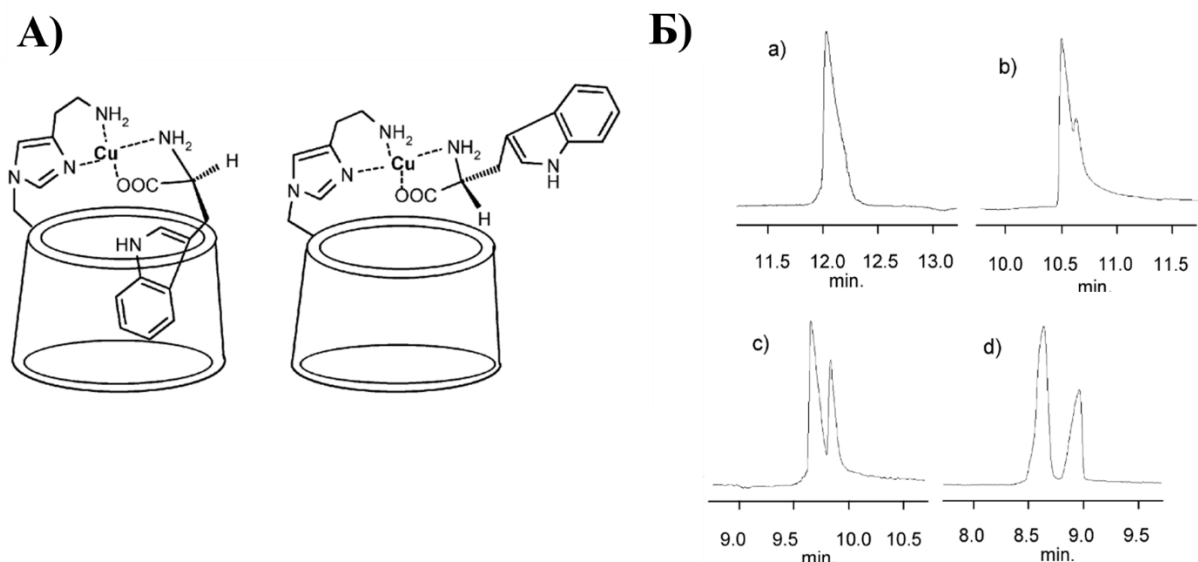 А)
NH2
NH2
Cu
N
N
OOC
H
HN
NH2
NH2
Cu
N
N
OOC
H
N
H
Б)
a)
11.5 12.0 12.5 13.0
min.
b)
10.0 10.5 11.0 11.5
min.
c)
9.0 9.5 10.0 10.5
min.
d)
8.0 8.5 9.0 9.5
min.